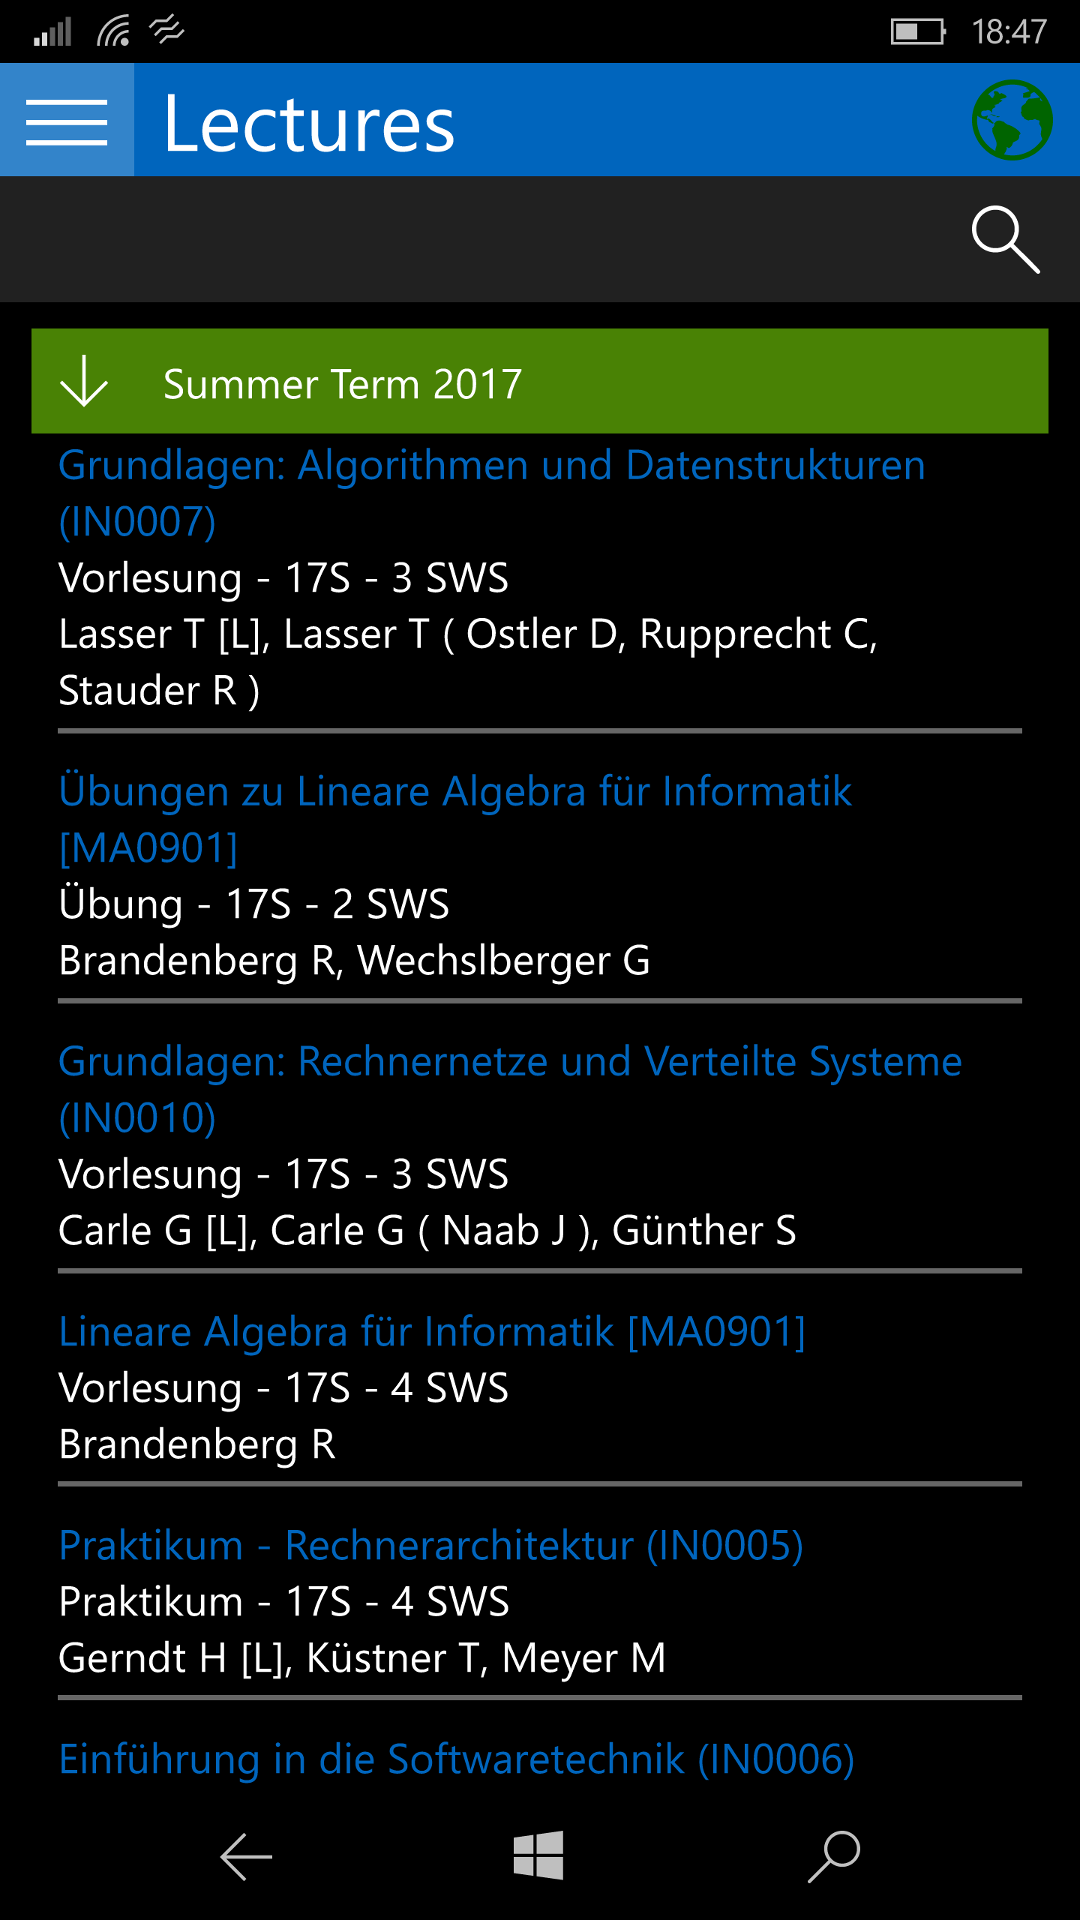 18:47
Lectures
Summer Term 2017
Grundlagen: Algorithmen und Datenstrukturen
(IN0007)
Vorlesung - 17S - 3 SWS
Lasser T [L], Lasser T ( Ostler D, Rupprecht C,
Stauder R )
Übungen zu Lineare Algebra für Informatik
[MA0901]
Übung - 17S - 2 SWS
Brandenberg R, Wechslberger G
Grundlagen: Rechnernetze und Verteilte Systeme
(IN0010)
Vorlesung - 17S - 3 SWS
Carle G [L], Carle G ( Naab J ), Günther S
Lineare Algebra für Informatik [MA0901]
Vorlesung - 17S - 4 SWS
Brandenberg R
Praktikum - Rechnerarchitektur (IN0005)
Praktikum - 17S - 4 SWS
Gerndt H [L], Küstner T, Meyer M
Einführung in die Softwaretechnik (IN0006)